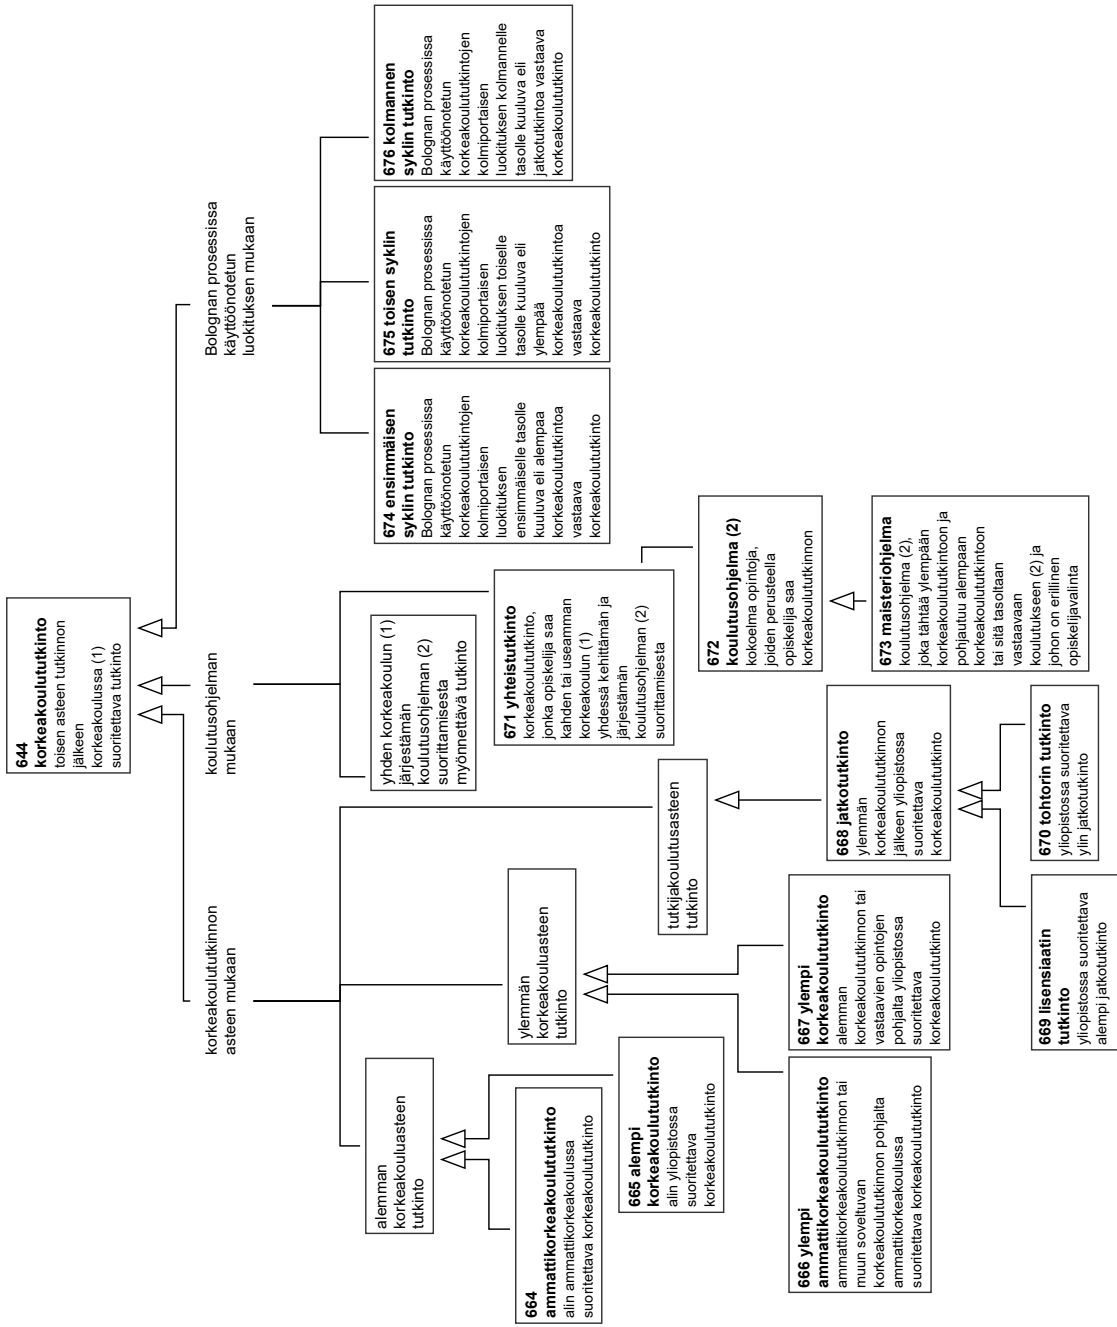 644
korkeakoulututkinto
toisen asteen tutkinnon
jälkeen
korkeakoulussa (1)
suoritettava tutkinto
korkeakoulututkinnon
asteen mukaan
koulutusohjelman
mukaan
Bolognan prosessissa
käyttöönotetun
luokituksen mukaan
alemman
korkeakouluasteen
tutkinto
ylemmän
korkeakouluasteen
tutkinto
tutkijakoulutusasteen
tutkinto
yhden korkeakoulun (1)
järjestämän
koulutusohjelman (2)
suorittamisesta
myönnettävä tutkinto
671 yhteistutkinto
korkeakoulututkinto,
jonka opiskelija saa
kahden tai useamman
korkeakoulun (1)
yhdessä kehittämän ja
järjestämän
koulutusohjelman (2)
suorittamisesta
674 ensimmäisen
syklin tutkinto
Bolognan prosessissa
käyttöönotetun
korkeakoulututkintojen
kolmiportaisen
luokituksen
ensimmäiselle tasolle
kuuluva eli alempaa
korkeakoulututkintoa
vastaava
korkeakoulututkinto
675 toisen syklin
tutkinto
Bolognan prosessissa
käyttöönotetun
korkeakoulututkintojen
kolmiportaisen
luokituksen toiselle
tasolle kuuluva eli
ylempää
korkeakoulututkintoa
vastaava
korkeakoulututkinto
676 kolmannen
syklin tutkinto
Bolognan prosessissa
käyttöönotetun
korkeakoulututkintojen
kolmiportaisen
luokituksen kolmannelle
tasolle kuuluva eli
jatkotutkintoa vastaava
korkeakoulututkinto
664
ammattikorkeakoulututkinto
alin ammattikorkeakoulussa
suoritettava korkeakoulututkinto
665 alempi
korkeakoulututkinto
alin yliopistossa
suoritettava
korkeakoulututkinto
666 ylempi
ammattikorkeakoulututkinto
ammattikorkeakoulututkinnon tai
muun soveltuvan
korkeakoulututkinnon pohjalta
ammattikorkeakoulussa
suoritettava korkeakoulututkinto
667 ylempi
korkeakoulututkinto
alemman
korkeakoulututkinnon tai
vastaavien opintojen
pohjalta yliopistossa
suoritettava
korkeakoulututkinto
668 jatkotutkinto
ylemmän
korkeakoulututkinnon
jälkeen yliopistossa
suoritettava
korkeakoulututkinto
672
koulutusohjelma (2)
kokoelma opintoja,
joiden perusteella
opiskelija saa
korkeakoulututkinnon
673 maisteriohjelma
koulutusohjelma (2),
joka tähtää ylempään
korkeakoulututkintoon ja
pohjautuu alempaan
korkeakoulututkintoon
tai sitä tasoltaan
vastaavaan
koulutukseen (2) ja
johon on erillinen
opiskelijavalinta
669 lisensiaatin
tutkinto
yliopistossa suoritettava
alempi jatkotutkinto
670 tohtorin tutkinto
yliopistossa suoritettava
ylin jatkotutkinto